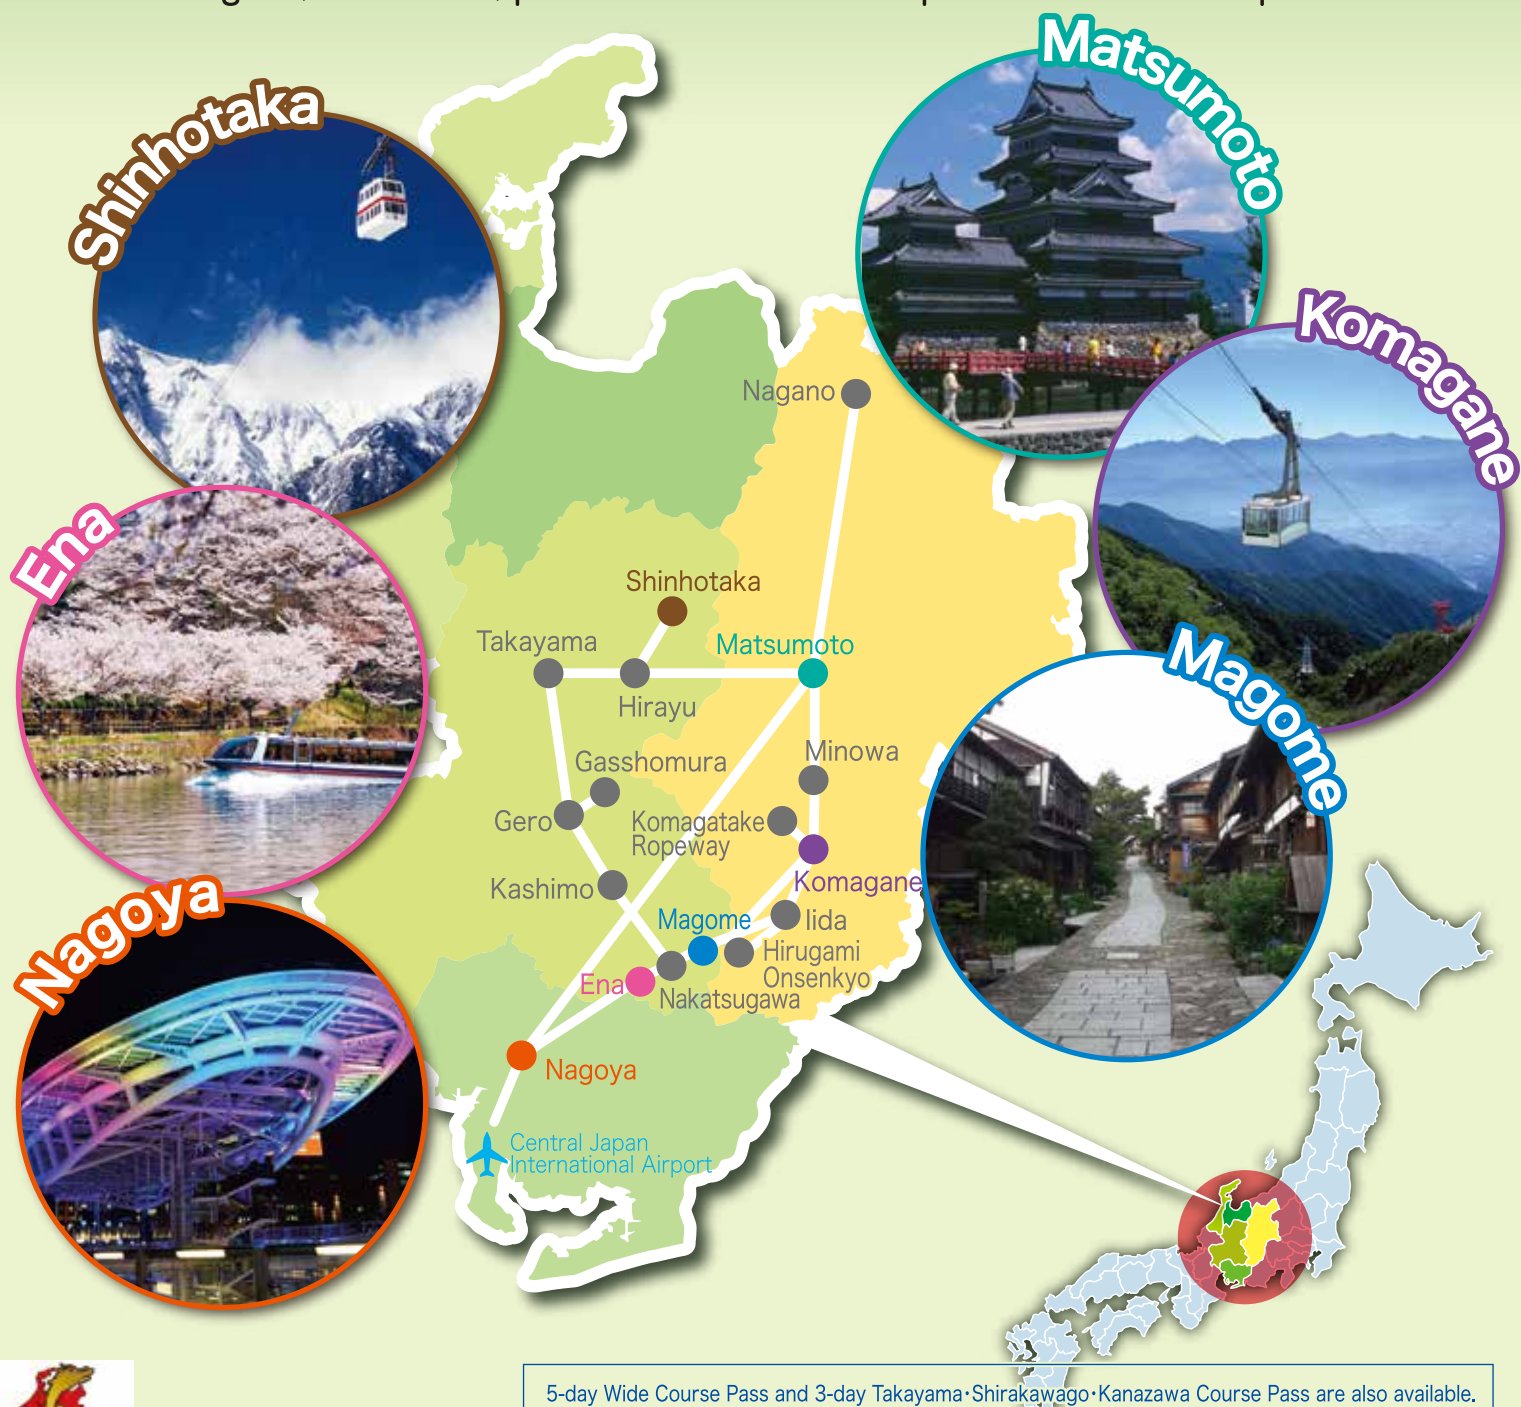 Matsumoto
Shinhotaka
Komagane
Ena
Magome
Nagoya
Nagano
Shinhotaka
Takayama
Matsumoto
Hirayu
Minowa
Gasshomura
Gero
Komagatake
Ropeway
Kashimo
Komagane
Magome
Iida
Hirugami
Onsenkyo
Ena
Nakatsugawa
Nagoya
Central Japan
International Airport
5-day Wide Course Pass and 3-day Takayama・Shirakawago・Kanazawa Course Pass are also available.